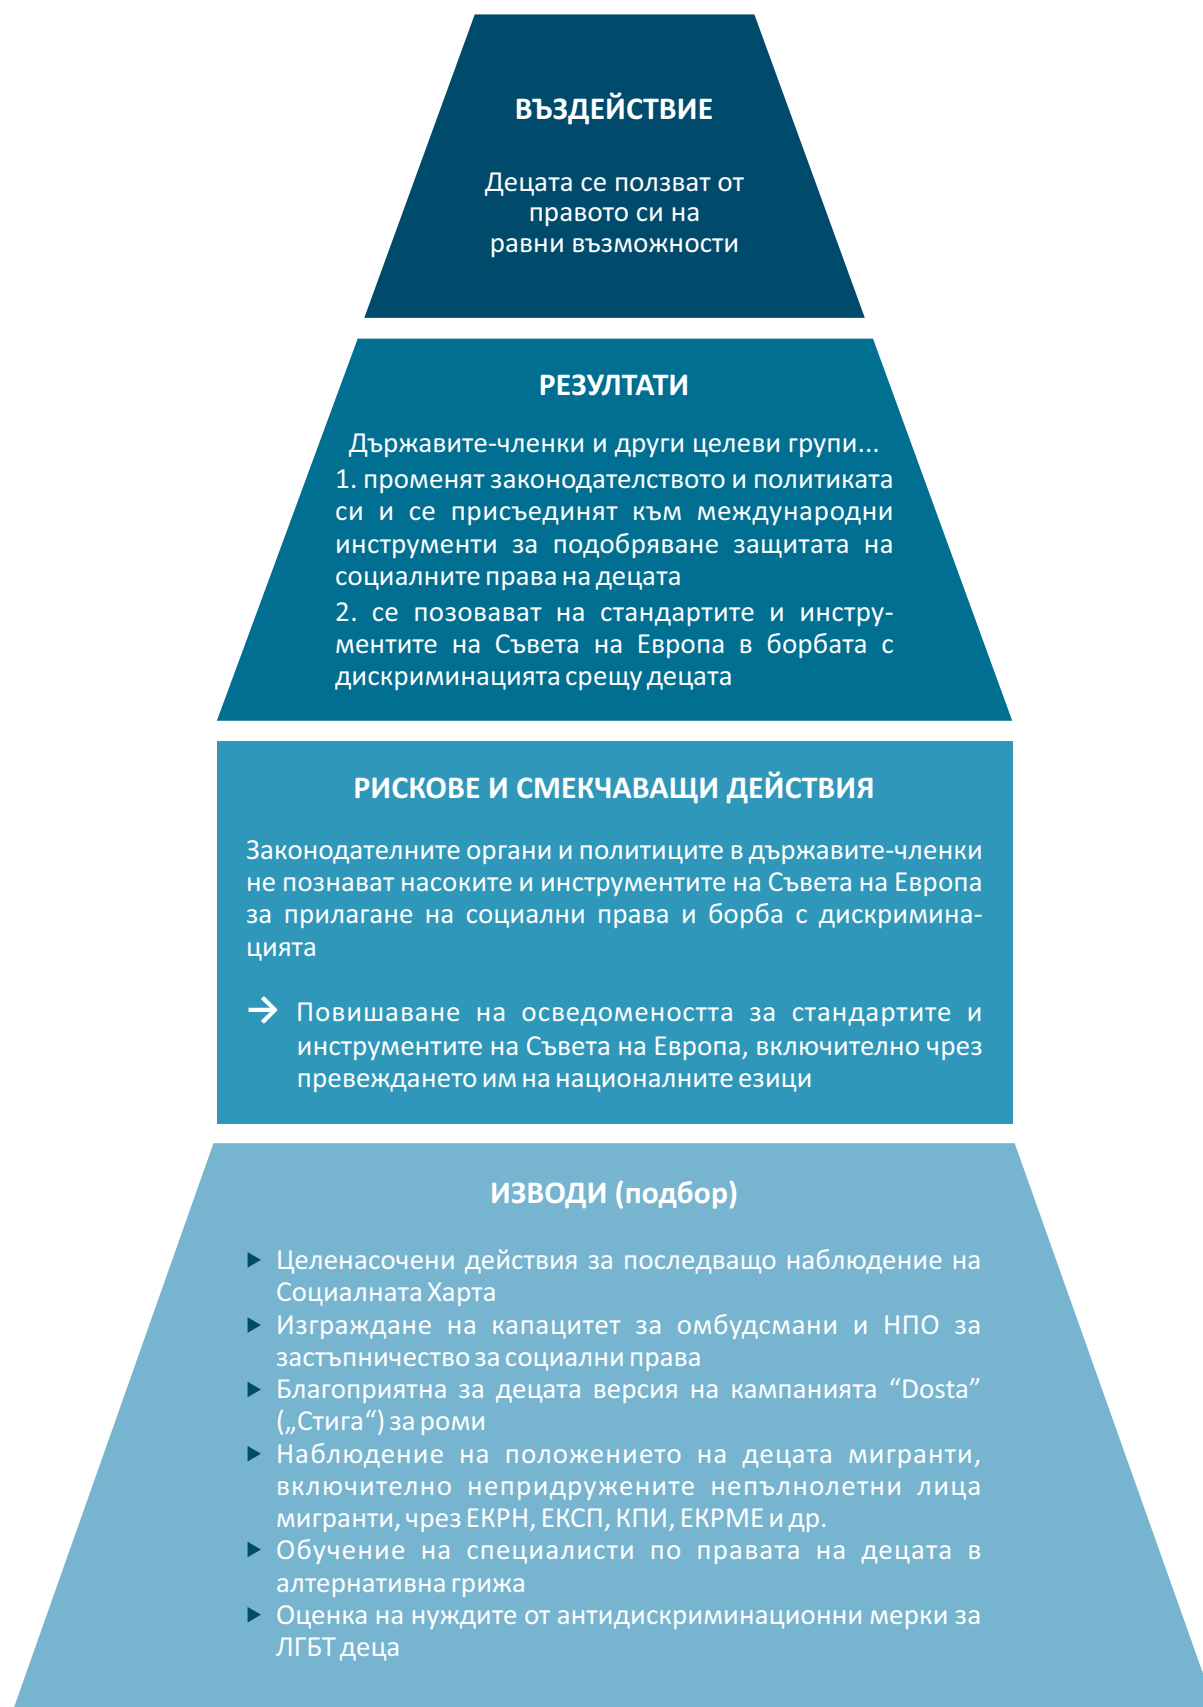 ВЪЗДЕЙСТВИЕ
Децата се ползват от
правото си на
равни възможности
РЕЗУЛТАТИ
Държавите-членки и други целеви групи...
1. променят законодателството и политиката
си и се присъединят към международни
инструменти за подобряване защитата на
социалните права на децата
2. се позовават на стандартите и инстру-
ментите на Съвета на Европа в борбата с
дискриминацията срещу децата
РИСКОВЕ И СМЕКЧАВАЩИ ДЕЙСТВИЯ
Законодателните органи и политиците в държавите-членки
не познават насоките и инструментите на Съвета на Европа
за прилагане на социални права и борба с дискримина-
цията
→ Повишаване на осведомеността за стандартите и
инструментите на Съвета на Европа, включително чрез
превеждането им на националните езици
ИЗВОДИ (подбор)
▶ Целенасочени действия за последващо наблюдение на
Социалната Харта
▶ Изграждане на капацитет за омбудсмани и НПО за
застъпничество за социални права
▶ Благоприятна за децата версия на кампанията “Dosta”
(„Стига“) за роми
▶ Наблюдение на положението на децата мигранти,
включително непридружените непълнолетни лица
мигранти, чрез ЕКРН, ЕКСП, КПИ, ЕКРМЕ и др.
▶ Обучение на специалисти по правата на децата в
алтернативна грижа
▶ Оценка на нуждите от антидискриминационни мерки за
ЛГБТ деца